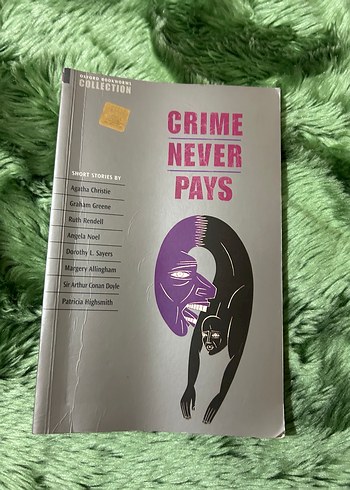 OXFORD BOOKWORMS
COLLECTION
CRIME
NEVER
PAYS
SHORT STORIES BY
Agatha Christie
Graham Greene
Ruth Rendell
Angela Noel
Dorothy L. Sayers
Margery Allingham
Sir Arthur Conan Doyle
Patricia Highsmith